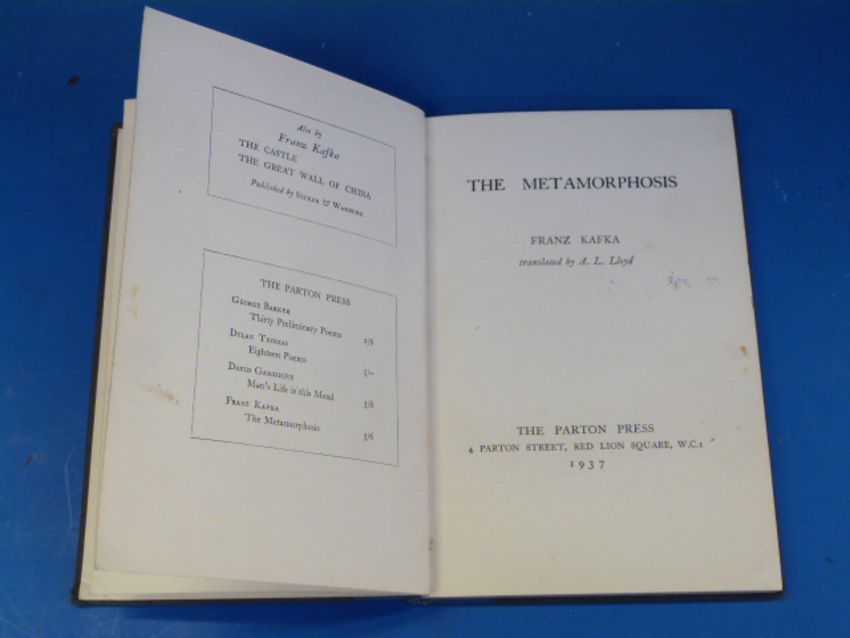 Also by
Franz Kafka
THE CASTLE
THE GREAT WALL OF CHINA
Published by SECKER & WARBURG
THE PARTON PRESS
GEORGE BARKER
Thirty Preliminary Poems 2/6
DYLAN THOMAS
Eighteen Poems 5/-
DAVID GASCOIGNE
Man's Life is this Meat 3/6
FRANZ KAFKA
The Metamorphosis 3/6
THE METAMORPHOSIS
FRANZ KAFKA
translated by A. L. Lloyd
THE PARTON PRESS
4 PARTON STREET, RED LION SQUARE, W.C.1
1937